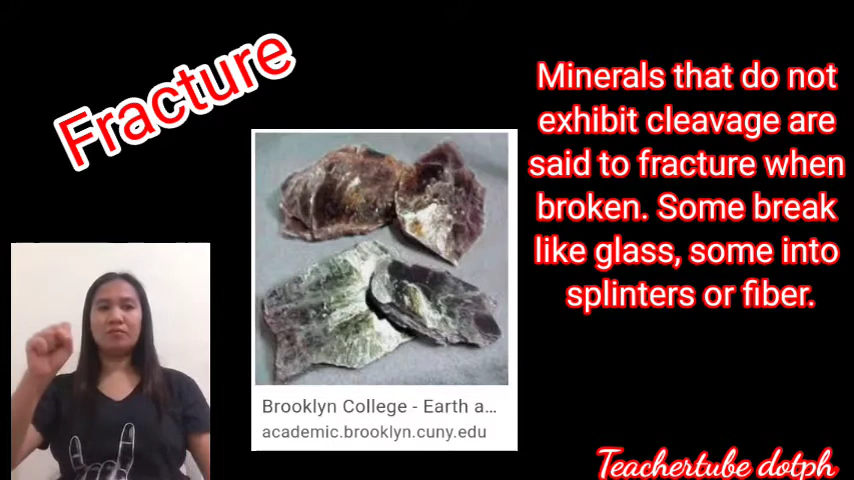 Fracture
Minerals that do not
exhibit cleavage are
said to fracture when
broken. Some break
like glass, some into
splinters or fiber.
Brooklyn College - Earth a...
academic.brooklyn.cuny.edu
Teachertube dotph